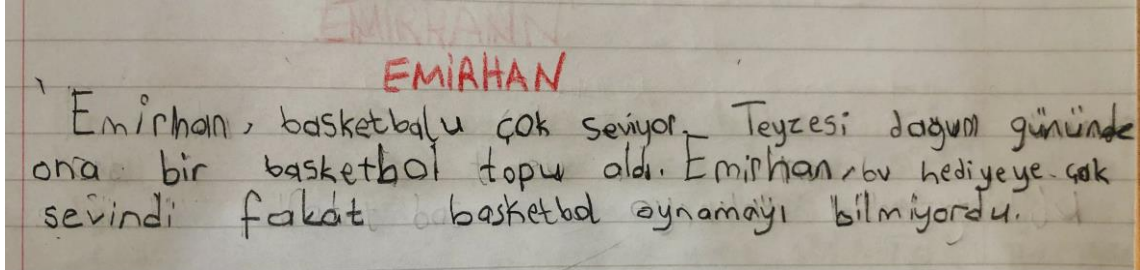 EMİRHAN
Emirhan, basketbalu çok seviyor. Teyzesi doğum gününde
ona bir basketbol topu aldı. Emirhan, bu hediyeye çok
sevindi fakat basketbol oynamayı bilmiyordu.